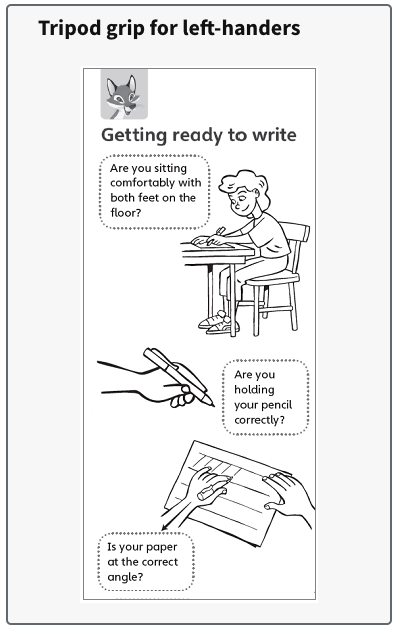 Tripod grip for left-handers
Getting ready to write
Are you sitting
comfortably with
both feet on the
floor?
Are you
holding
your pencil
correctly?
Is your paper
at the correct
angle?